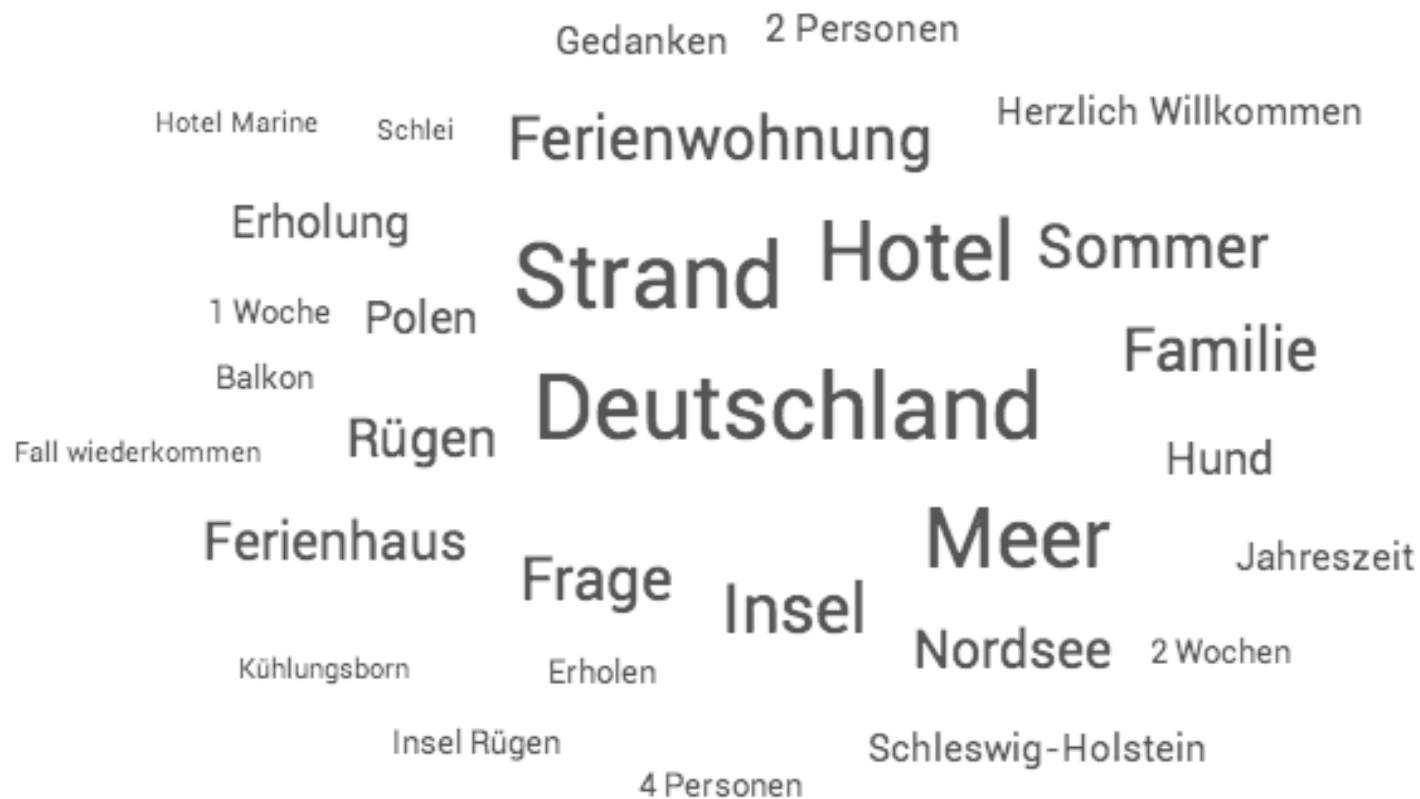 Gedanken
2 Personen
Hotel Marine
Schlei
Ferienwohnung
Herzlich Willkommen
Erholung
Strand
Hotel
Sommer
1 Woche
Polen
Familie
Balkon
Deutschland
Fall wiederkommen
Rügen
Hund
Ferienhaus
Frage
Insel
Meer
Jahreszeit
Kühlungsborn
Erholen
Nordsee
2 Wochen
Insel Rügen
Schleswig-Holstein
4 Personen